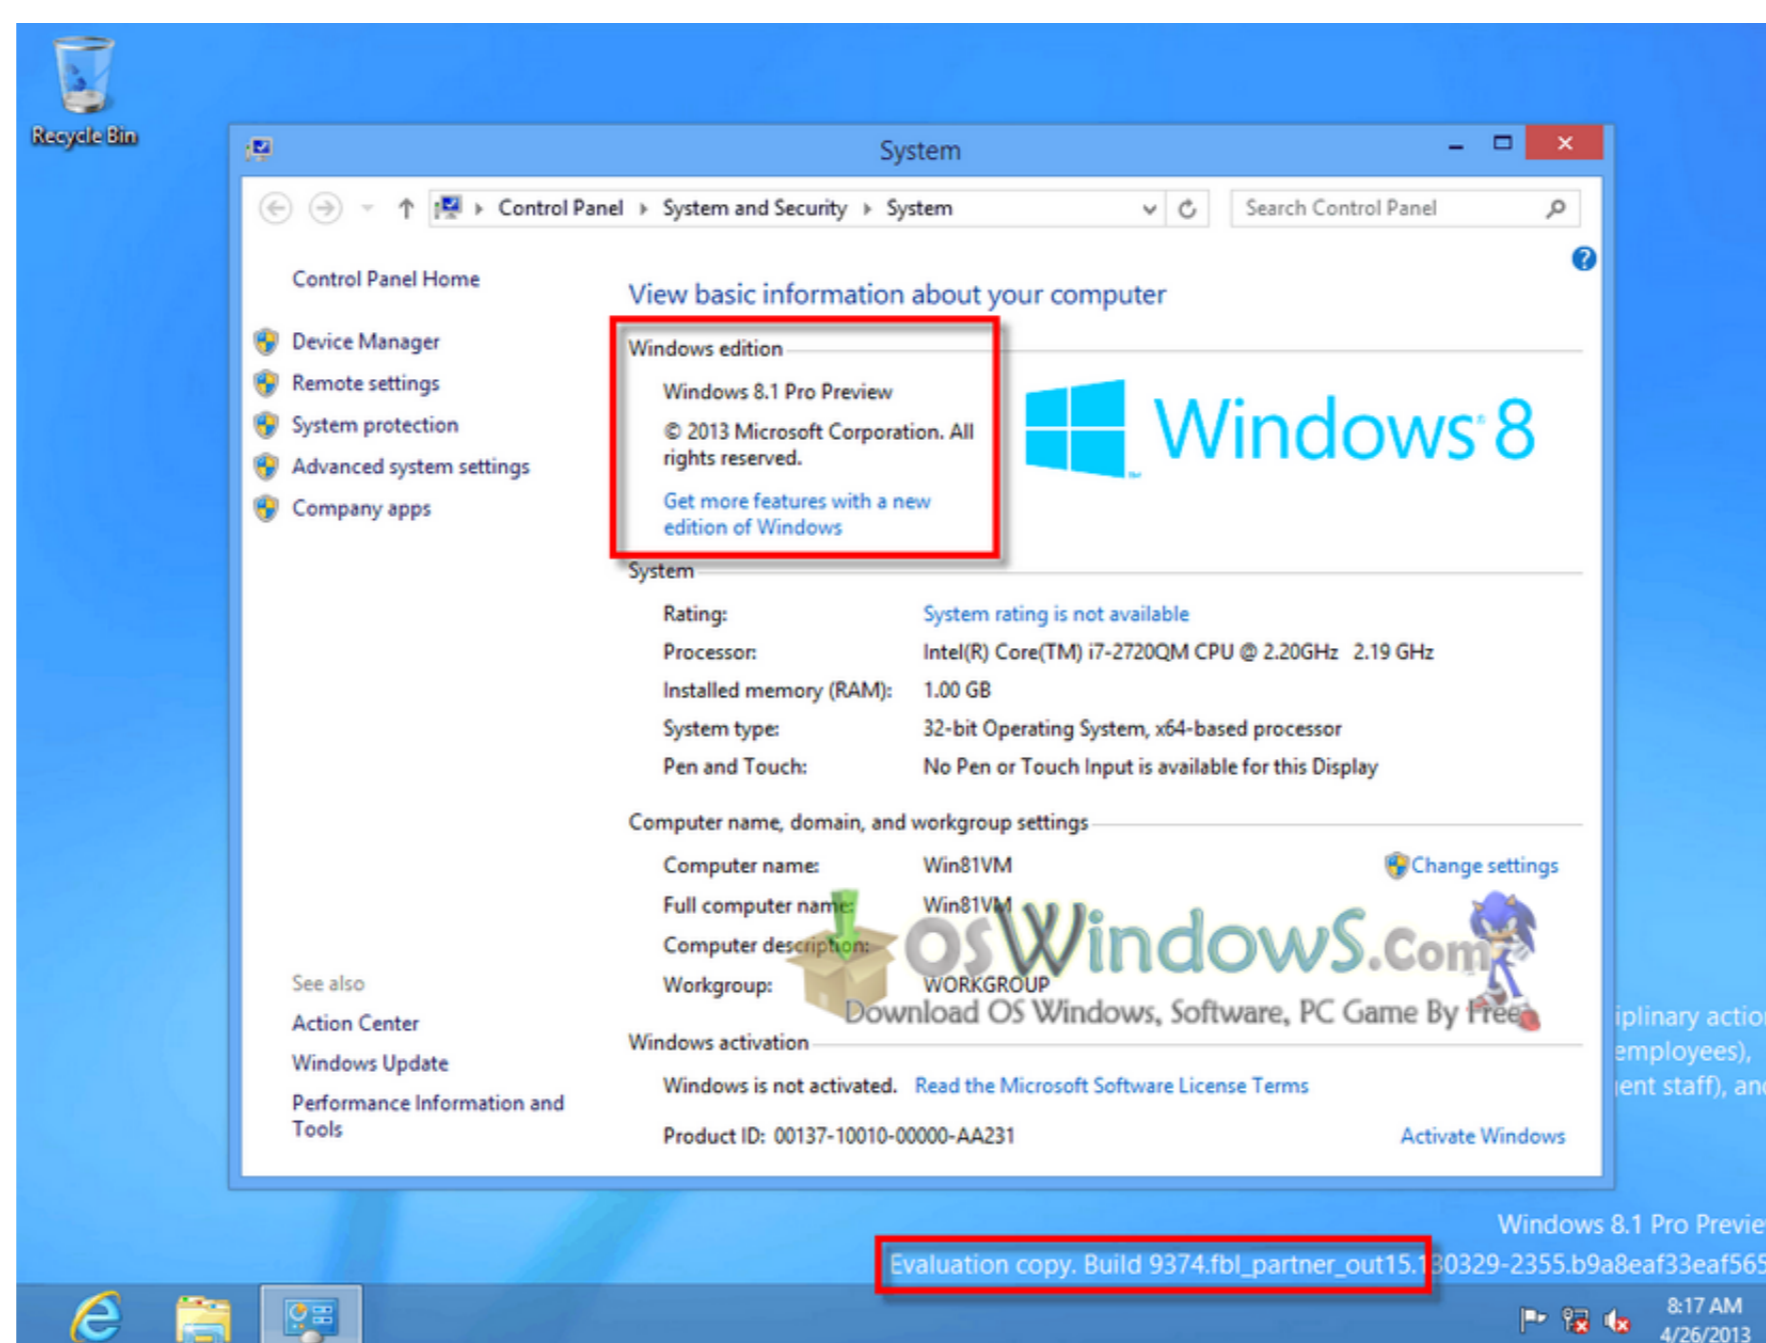 Recycle Bin
System
Control Panel System and Security System
Search Control Panel
Control Panel Home
Device Manager
Remote settings
System protection
Advanced system settings
Company apps
View basic information about your computer
Windows edition
Windows 8.1 Pro Preview
© 2013 Microsoft Corporation. All
rights reserved.
Get more features with a new
edition of Windows
Windows 8
System
Rating: System rating is not available
Processor: Intel(R) Core(TM) i7-2720QM CPU @ 2.20GHz 2.19 GHz
Installed memory (RAM): 1.00 GB
System type: 32-bit Operating System, x64-based processor
Pen and Touch: No Pen or Touch Input is available for this Display
Computer name, domain, and workgroup settings
Computer name: Win81VM
Change settings
Full computer name: Win81VM
Computer description:
Workgroup: WORKGROUP
OSWindowS.Com
Download OS Windows, Software, PC Game By Free
Windows activation
Windows is not activated. Read the Microsoft Software License Terms
Product ID: 00137-10010-00000-AA231
Activate Windows
See also
Action Center
Windows Update
Performance Information and
Tools
iplinary actio
employees),
ent staff), and
Windows 8.1 Pro Previe
Evaluation copy. Build 9374.fbl_partner_out15.130329-2355.b9a8eaf33eaf565
8:17 AM
4/26/2013